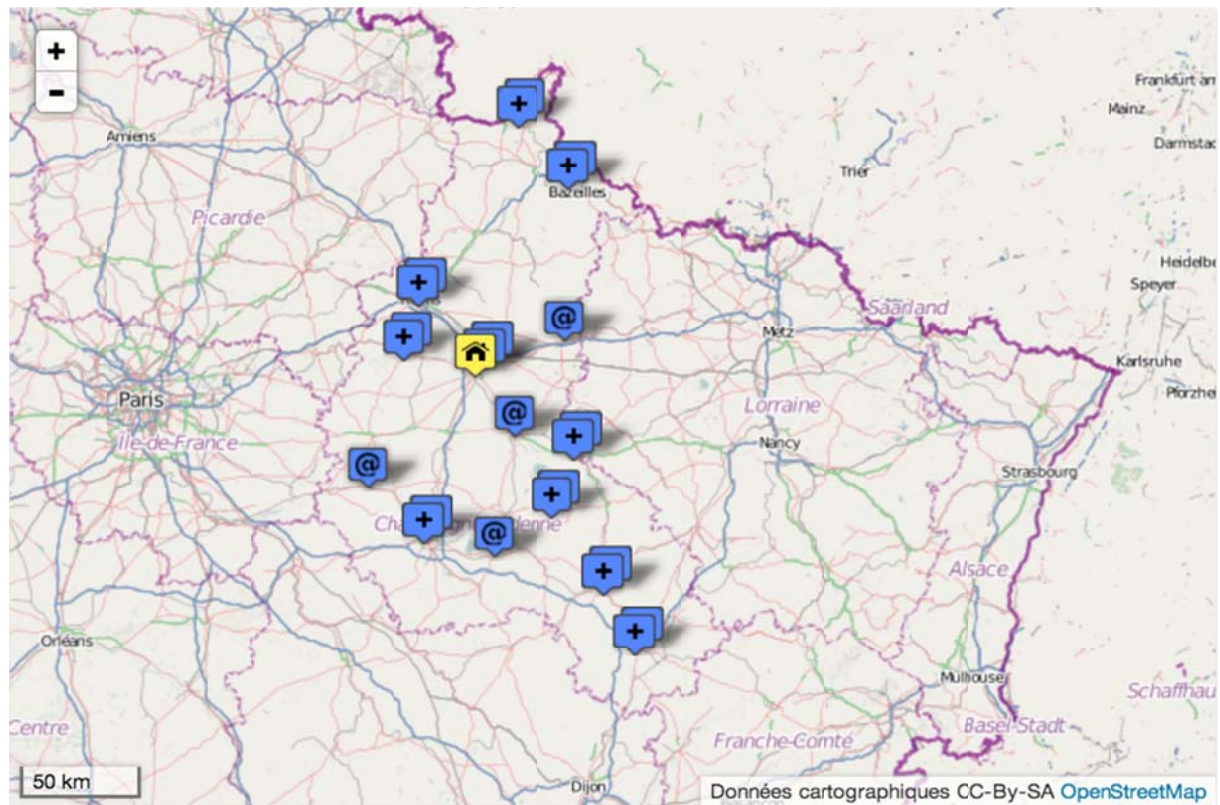 +
-
Frankfurt am
Mainz
Darmstad
Amiens
Trier
Bazeilles
Picardie
Heidelbe
Speyer
Saarland
@
Metz
Karlsruhe
Paris
Pforzhei
Lorraine
Île-de-France
Nancy
Strasbourg
Alsace
Orléans
Mulhouse
Schaffhau
Centre
Basel-Stadt
Franche-Comté
50 km
Dijon
Données cartographiques CC-By-SA OpenStreetMap